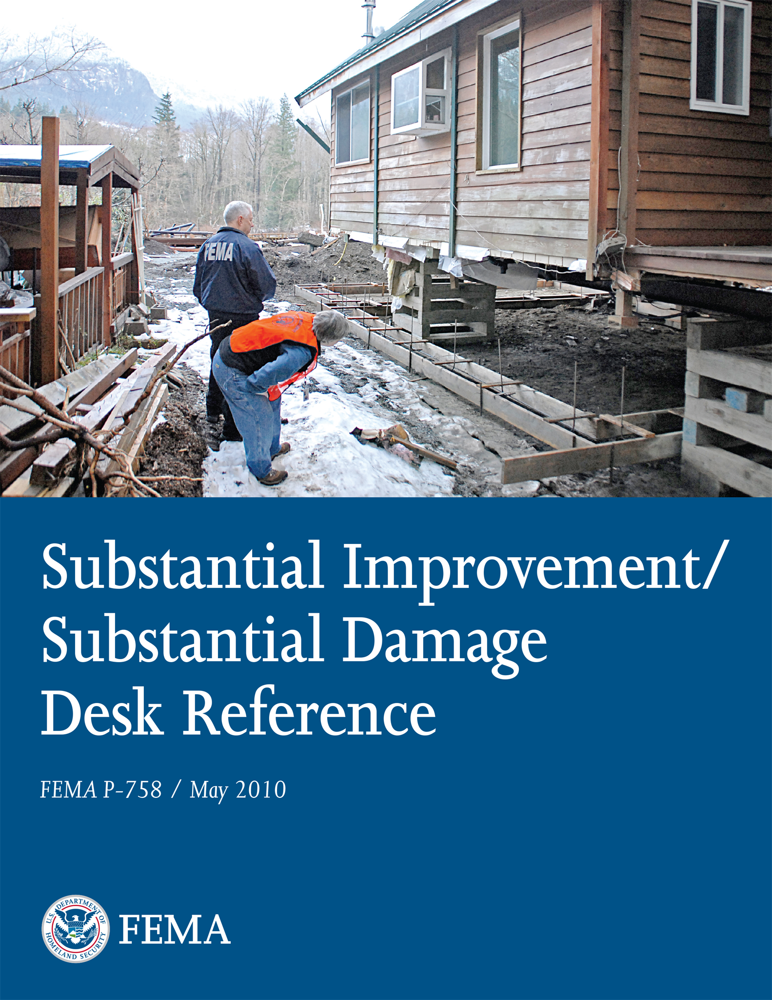 FEMA
Substantial Improvement/
Substantial Damage
Desk Reference
FEMA P-758 / May 2010
U.S. DEPARTMENT OF
HOMELAND SECURITY
FEMA